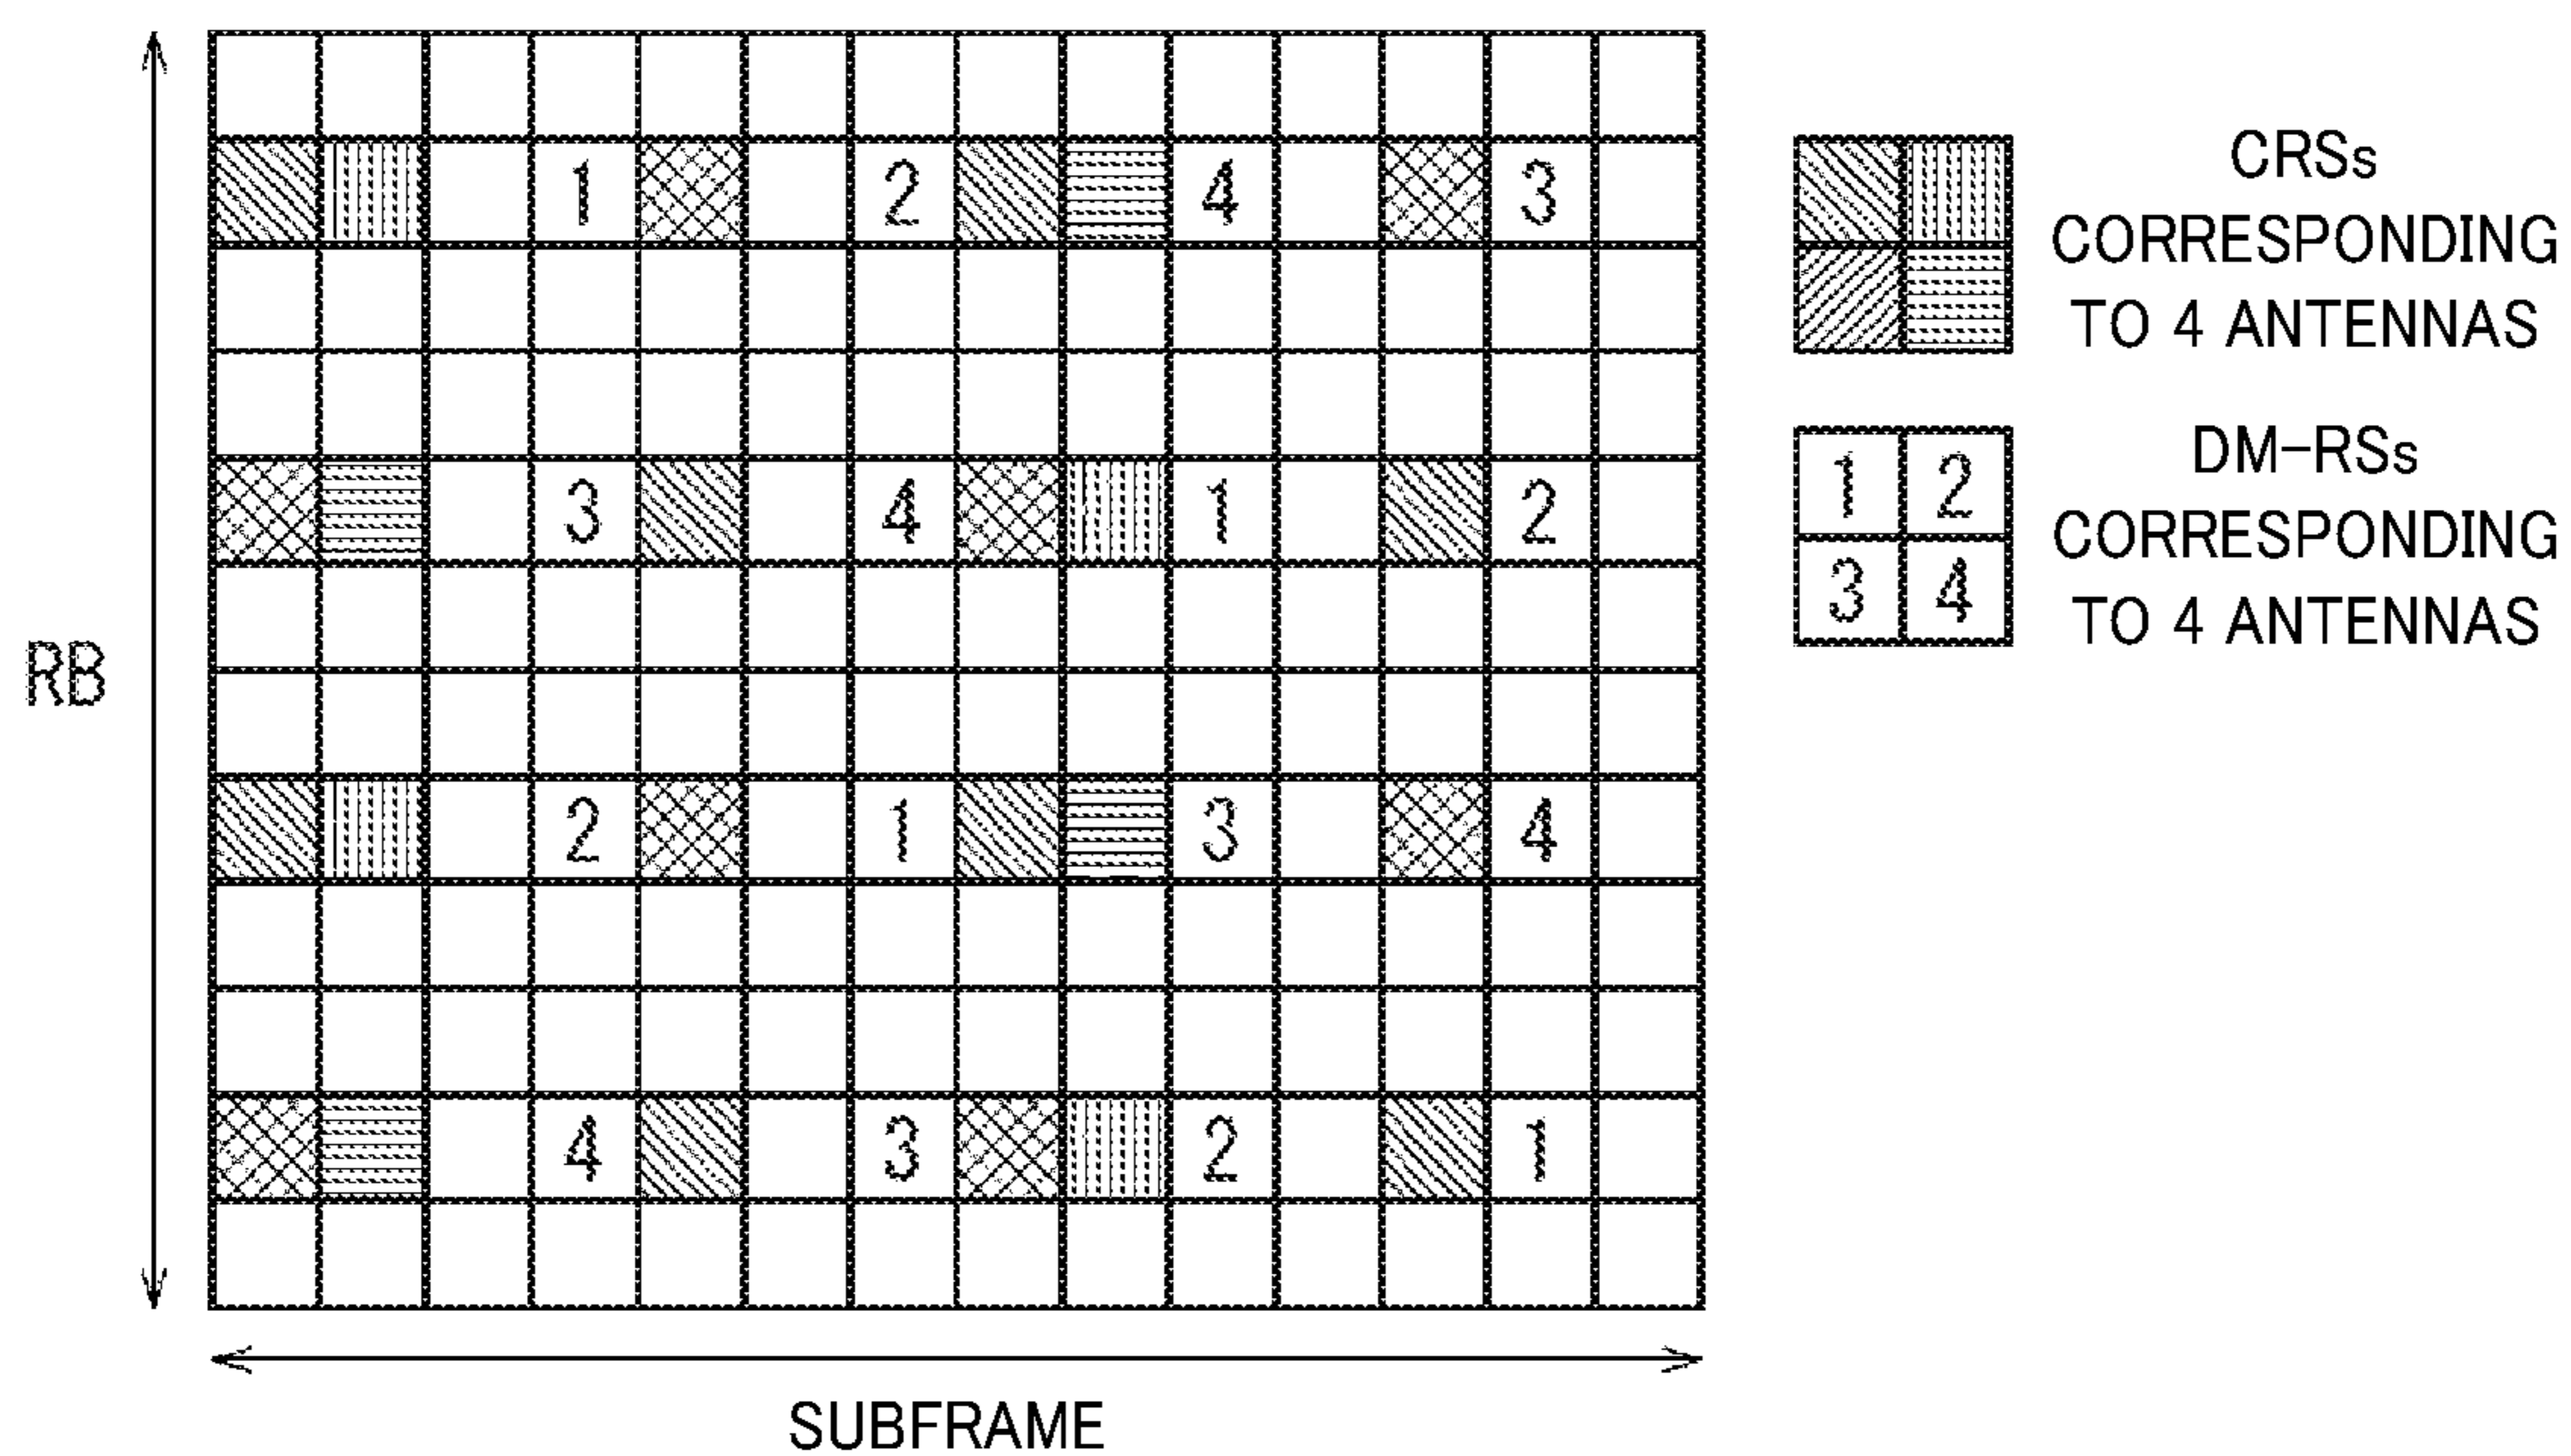 1 2 4 3
CRSs
CORRESPONDING
TO 4 ANTENNAS
3 4 1 2
1 2
3 4
DM-RSs
CORRESPONDING
TO 4 ANTENNAS
RB
2 1 3 4
4 3 2 1
SUBFRAME